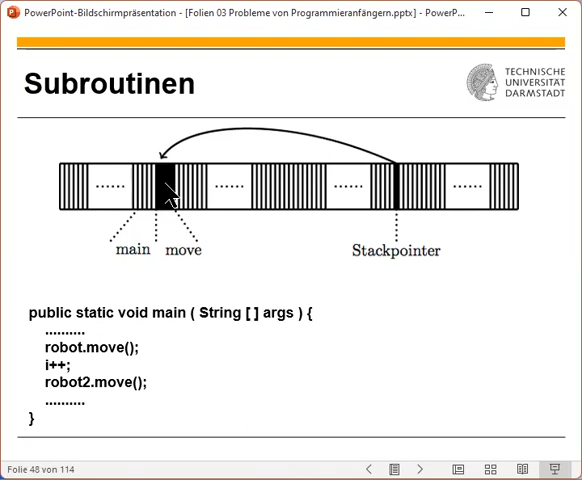 PowerPoint-Bildschirmpräsentation - [Folien 03 Probleme von Programmieranfängern.pptx] - PowerP...
Subroutinen
TECHNISCHE
UNIVERSITÄT
DARMSTADT
...... ...... ...... ......
main move Stackpointer
public static void main ( String [ ] args ) {
..........
robot.move();
i++;
robot2.move();
..........
}
Folie 48 von 114